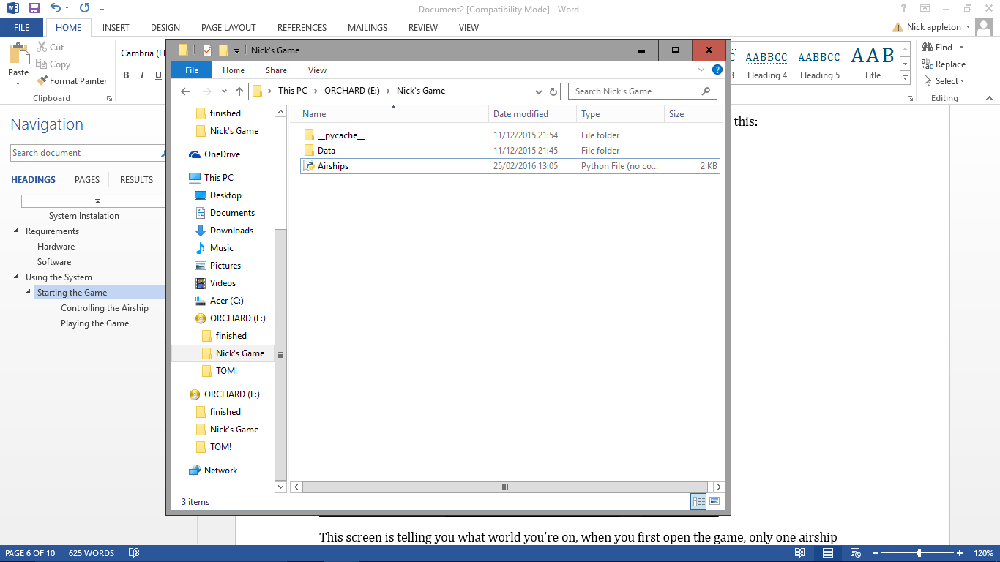 Document2 [Compatibility Mode] - Word
?
FILE HOME INSERT DESIGN PAGE LAYOUT REFERENCES MAILINGS REVIEW VIEW Nick appleton
Paste
Cut
Copy
Format Painter
Clipboard
Cambria (H
B I U
3
AABBCC
Heading 4
AABBCC
Heading 5
AAB
Title
Find
Replace
Select
Editing
Navigation
Search document
HEADINGS PAGES RESULTS
System Instalation
Requirements
Hardware
Software
Using the System
Starting the Game
Controlling the Airship
Playing the Game
Nick's Game
File Home Share View
This PC ORCHARD (E:) Nick's Game
Search Nick's Game
finished
Nick's Game
OneDrive
This PC
Desktop
Documents
Downloads
Music
Pictures
Videos
Acer (C:)
ORCHARD (E:)
finished
Nick's Game
TOM!
ORCHARD (E:)
finished
Nick's Game
TOM!
Network
Name Date modified Type Size
__pycache__ 11/12/2015 21:54 File folder
Data 11/12/2015 21:45 File folder
Airships 25/02/2016 13:05 Python File (no co... 2 KB
3 items
this:
This screen is telling you what world you're on, when you first open the game, only one airship
PAGE 6 OF 10 625 WORDS
120%